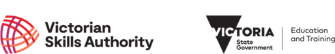 Victorian
Skills Authority
VICTORIA
State
Government
Education
and Training